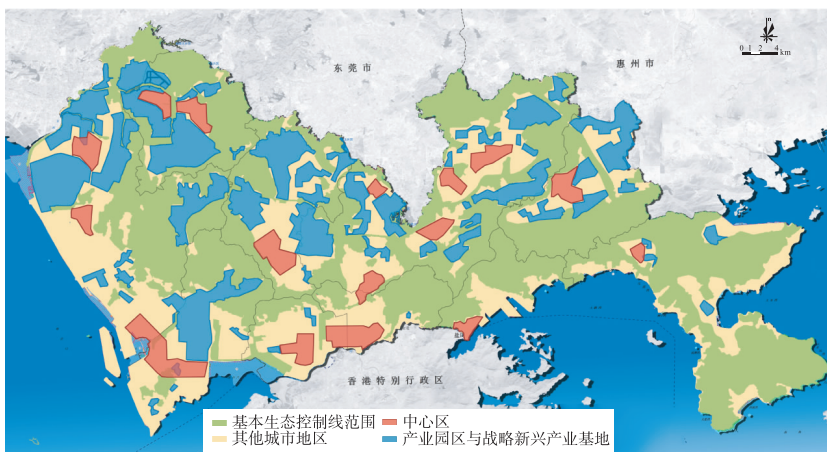 n
0 1 2 4 km
东莞市
惠州市
香港特别行政区
基本生态控制线范围
中心区
其他城市地区
产业园区与战略新兴产业基地